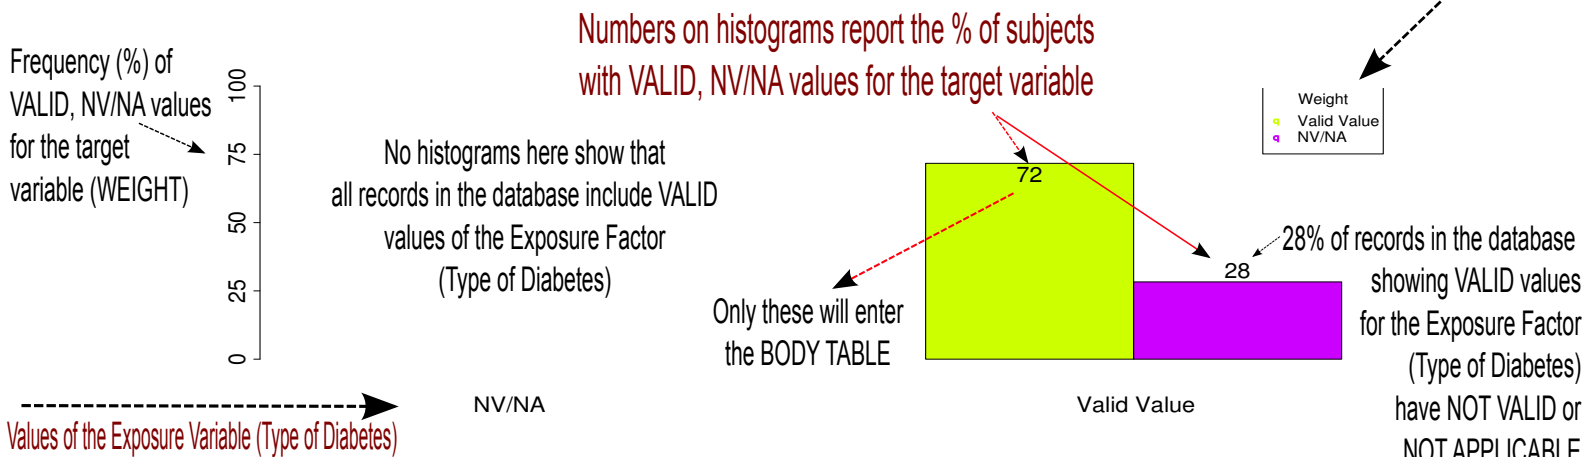 Numbers on histograms report the % of subjects
with VALID, NV/NA values for the target variable
Frequency (%) of
VALID, NV/NA values
for the target
variable (WEIGHT)
100
75
50
25
0
No histograms here show that
all records in the database include VALID
values of the Exposure Factor
(Type of Diabetes)
Weight
Valid Value
NV/NA
72
28
Only these will enter
the BODY TABLE
28% of records in the database
showing VALID values
for the Exposure Factor
(Type of Diabetes)
have NOT VALID or
NOT APPLICABLE
NV/NA
Valid Value
Values of the Exposure Variable (Type of Diabetes)